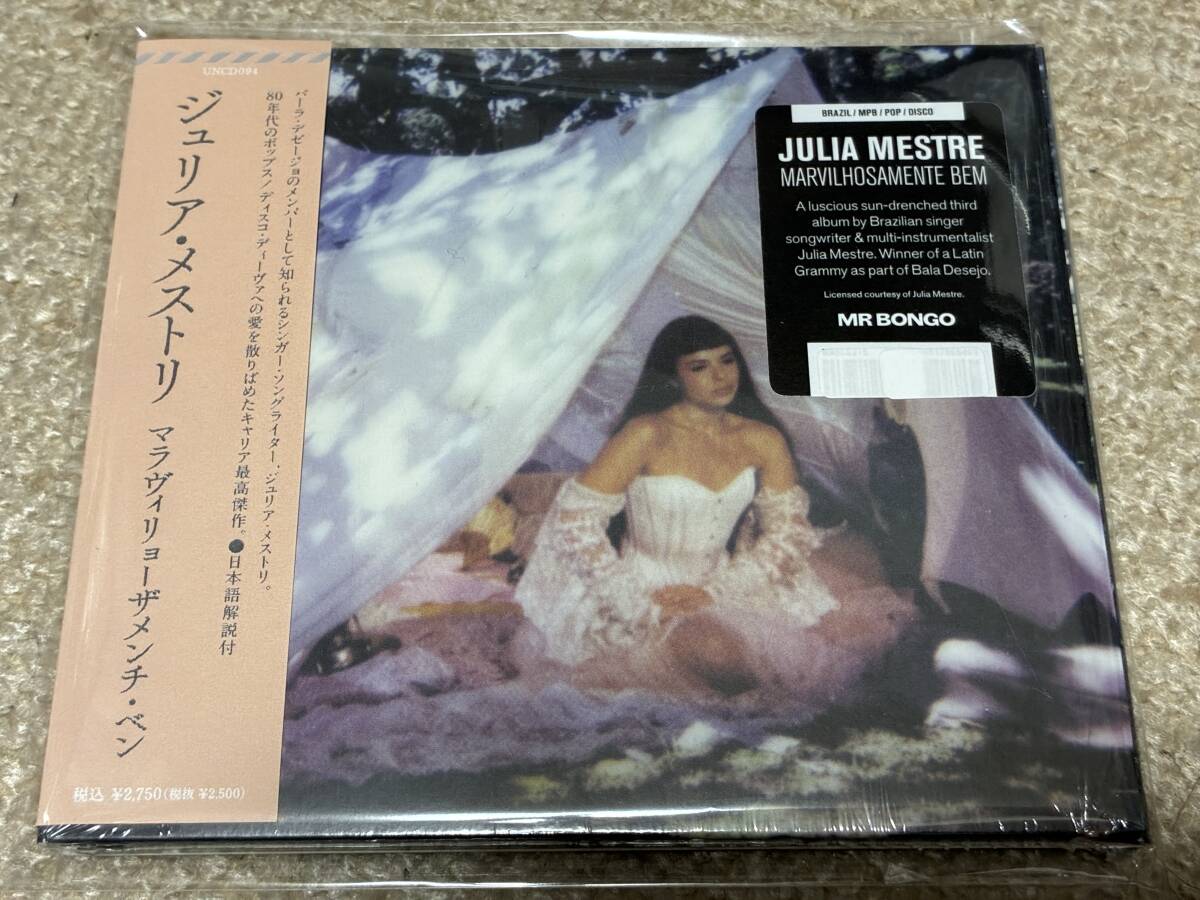 UNCD094
ジュリア・メストリ マラヴィリョーザメンチ・ベン
バーラ・デゼージョのメンバーとして知られるシンガー・ソングライター、ジュリア・メストリ。
80年代のポップス/ディスコ・ディーヴァへの愛を散りばめたキャリア最高傑作。●日本語解説付
税込 ¥2,750(税抜 ¥2,500)
BRAZIL / MPB / POP / DISCO
JULIA MESTRE
MARVILHOSAMENTE BEM
A luscious sun-drenched third
album by Brazilian singer
songwriter & multi-instrumentalist
Julia Mestre. Winner of a Latin
Grammy as part of Bala Desejo.
Licensed courtesy of Julia Mestre.
MR BONGO